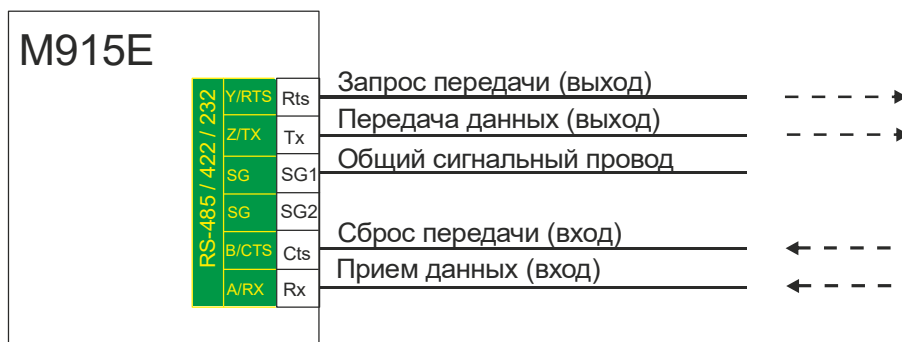 M915E
RS-485 / 422 / 232
Y/RTS Rts Запрос передачи (выход)
Z/TX Tx Передача данных (выход)
SG SG1 Общий сигнальный провод
SG SG2
B/CTS Cts Сброс передачи (вход)
A/RX Rx Прием данных (вход)